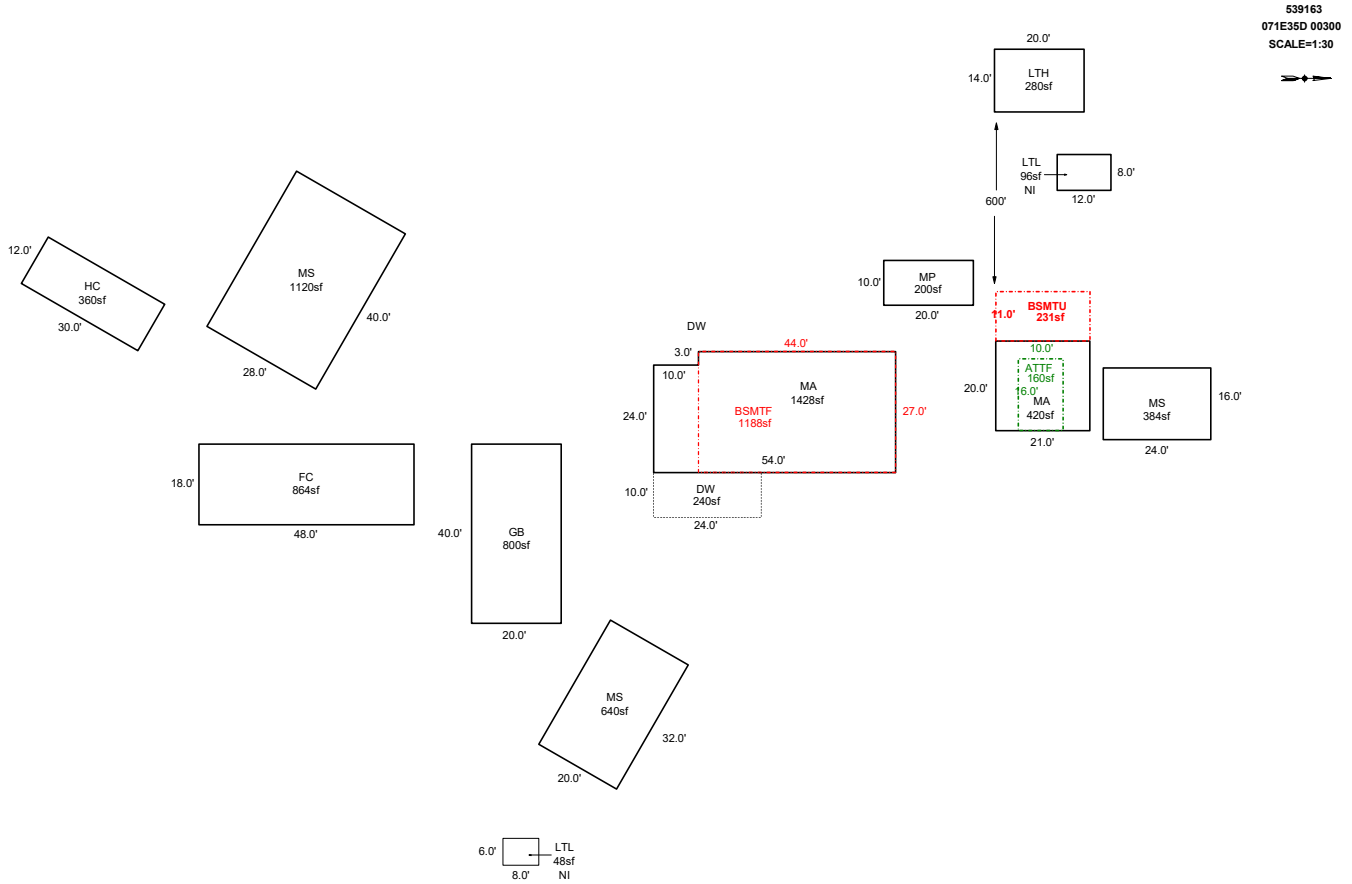 539163
071E35D 00300
SCALE=1:30
20.0'
14.0'
LTH
280sf
LTL
96sf
NI
8.0'
12.0'
600'
12.0'
HC
360sf
30.0'
MS
1120sf
40.0'
28.0'
10.0'
MP
200sf
20.0'
11.0'
BSMTU
231sf
DW
3.0'
44.0'
10.0'
MA
1428sf
24.0'
BSMTF
1188sf
27.0'
54.0'
10.0'
DW
240sf
24.0'
10.0'
ATTF
160sf
16.0'
20.0'
MA
420sf
21.0'
MS
384sf
16.0'
24.0'
18.0'
FC
864sf
48.0'
40.0'
GB
800sf
20.0'
MS
640sf
32.0'
20.0'
6.0'
LTL
48sf
NI
8.0'